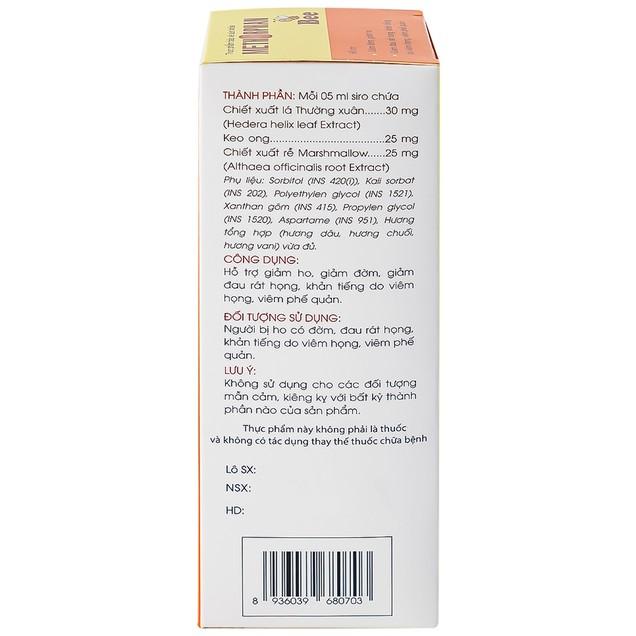 Thực phẩm bảo vệ sức khỏe
METHORPHAN
Bee
THÀNH PHẦN: Mỗi 05 ml siro chứa
Chiết xuất lá Thường xuân.......30 mg
(Hedera helix leaf Extract)
Keo ong......................................25 mg
Chiết xuất rễ Marshmallow.....25 mg
(Althaea officinalis root Extract)
Phụ liệu: Sorbitol (INS 420(i)), Kali sorbat
(INS 202), Polyethylen glycol (INS 1521),
Xanthan gôm (INS 415), Propylen glycol
(INS 1520), Aspartame (INS 951), Hương
tổng hợp (hương dâu, hương chuối,
hương vani) vừa đủ.
CÔNG DỤNG:
Hỗ trợ giảm ho, giảm đờm, giảm
đau rát họng, khản tiếng do viêm
họng, viêm phế quản.
ĐỐI TƯỢNG SỬ DỤNG:
Người bị ho có đờm, đau rát họng,
khản tiếng do viêm họng, viêm phế
quản.
LƯU Ý:
Không sử dụng cho các đối tượng
mẫn cảm, kiêng kỵ với bất kỳ thành
phần nào của sản phẩm.
Thực phẩm này không phải là thuốc
và không có tác dụng thay thế thuốc chữa bệnh
Lô SX:
NSX:
HD:
8 936039 680703